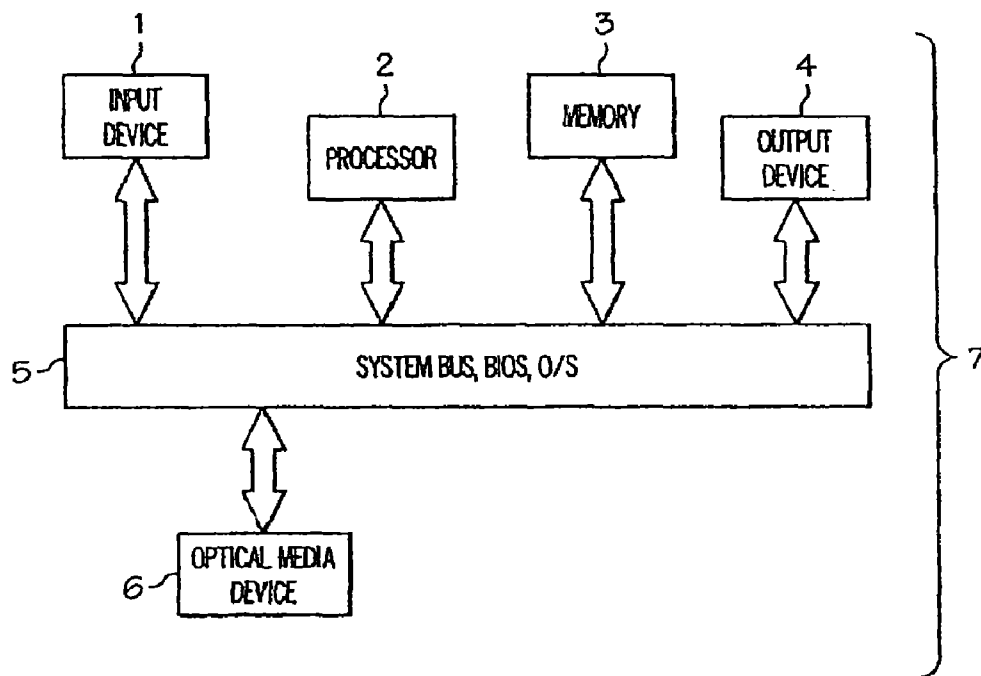 1
INPUT
DEVICE
2
PROCESSOR
3
MEMORY
4
OUTPUT
DEVICE
5
SYSTEM BUS, BIOS, O/S
7
6
OPTICAL MEDIA
DEVICE